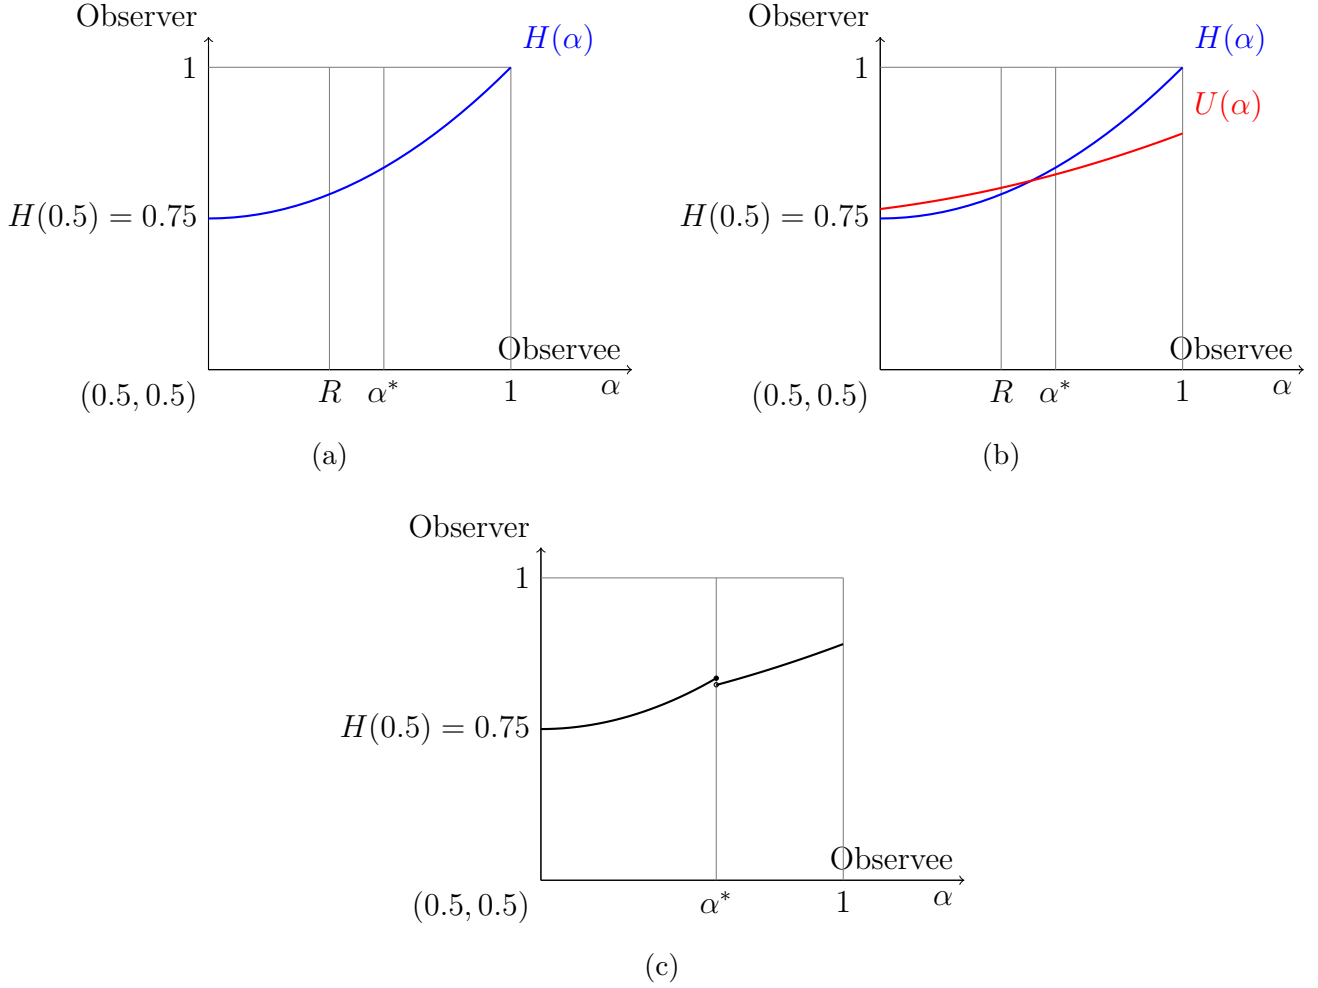 Observer
H(α)
1
H(0.5) = 0.75
Observee
(0.5, 0.5)
R
α*
1
α
(a)
Observer
H(α)
U(α)
1
H(0.5) = 0.75
Observee
(0.5, 0.5)
R
α*
1
α
(b)
Observer
1
H(0.5) = 0.75
Observee
(0.5, 0.5)
α*
1
α
(c)